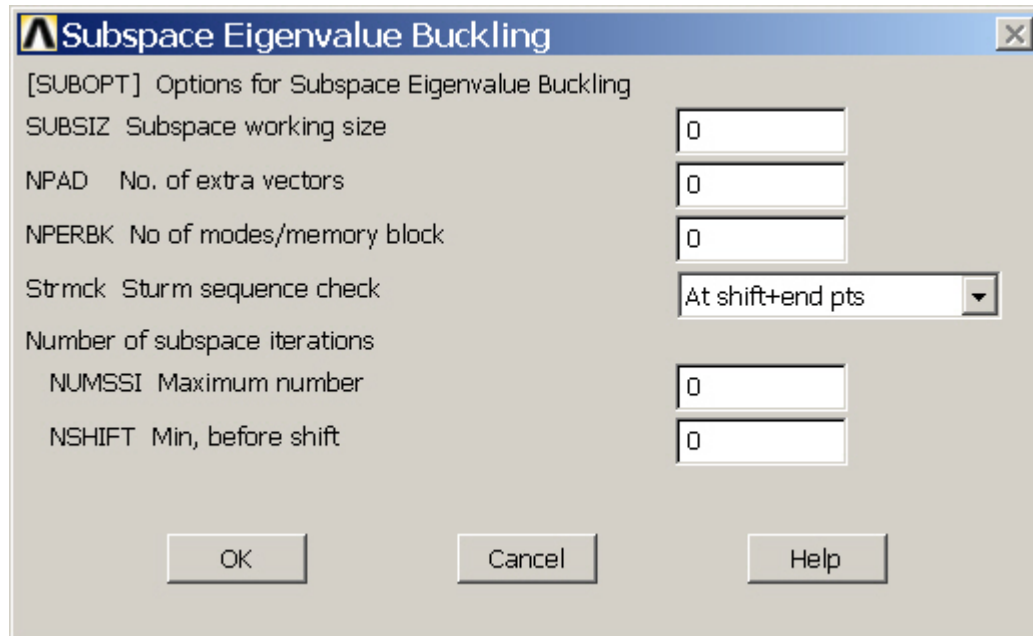 Subspace Eigenvalue Buckling
[SUBOPT] Options for Subspace Eigenvalue Buckling
SUBSIZ Subspace working size 0
NPAD No. of extra vectors 0
NPERBK No of modes/memory block 0
Strmck Sturm sequence check At shift+end pts
Number of subspace iterations
NUMSSI Maximum number 0
NSHIFT Min, before shift 0
OK Cancel Help